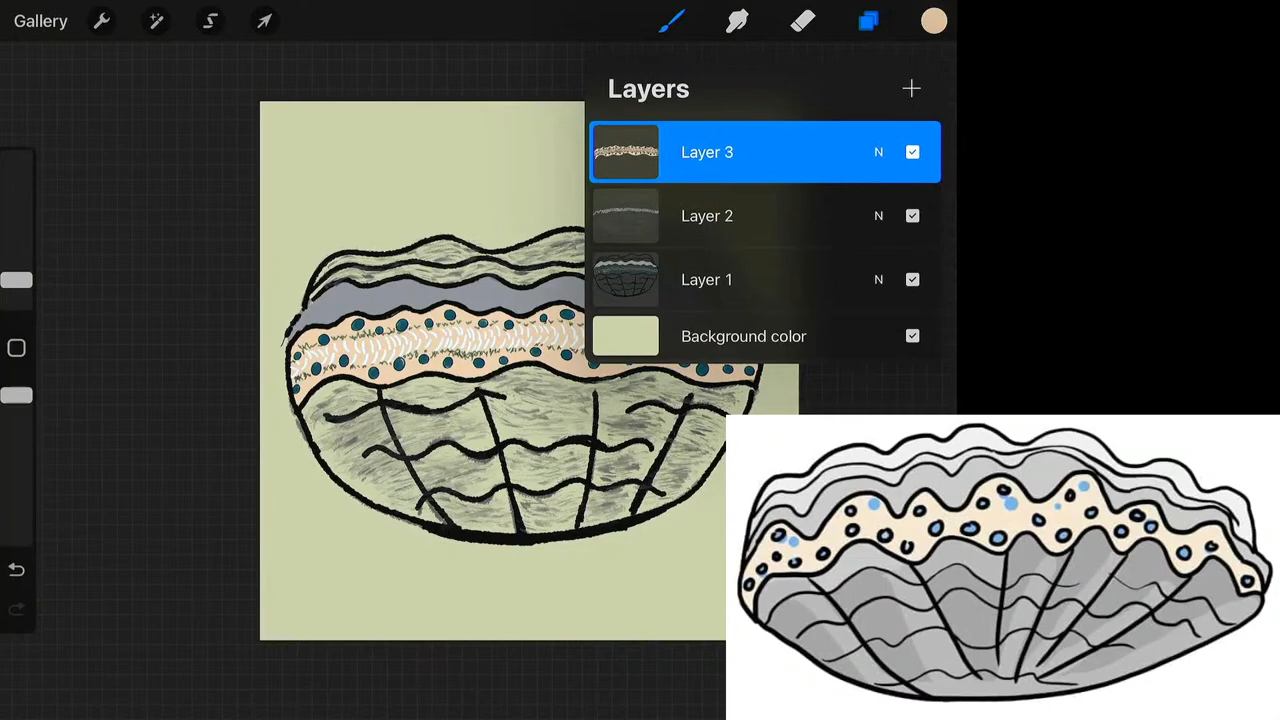 Gallery
Layers
Layer 3 N
Layer 2 N
Layer 1 N
Background color